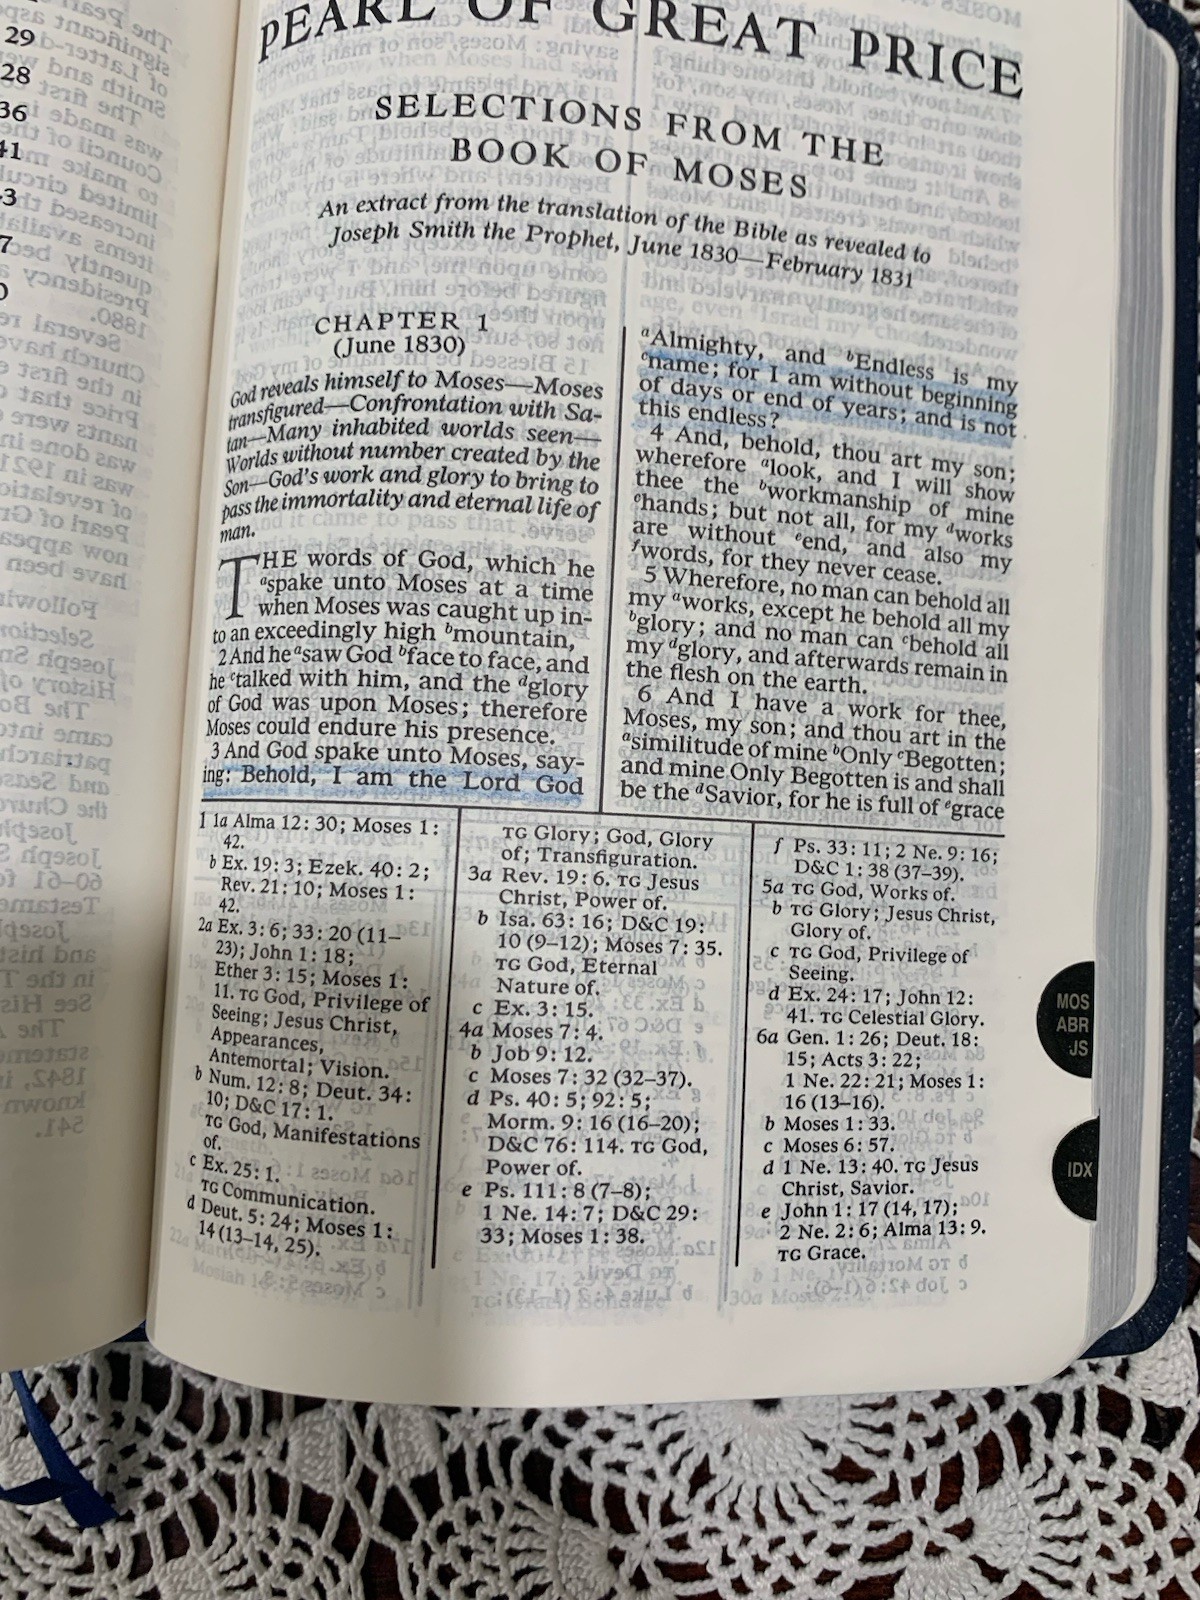 PEARL OF GREAT PRICE
SELECTIONS FROM THE
BOOK OF MOSES
An extract from the translation of the Bible as revealed to
Joseph Smith the Prophet, June 1830—February 1831
CHAPTER 1
(June 1830)
God reveals himself to Moses—Moses
transfigured—Confrontation with Sa-
tan—Many inhabited worlds seen—
Worlds without number created by the
Son—God's work and glory to bring to
pass the immortality and eternal life of
man.
THE words of God, which he
aspake unto Moses at a time
when Moses was caught up in-
to an exceedingly high bmountain,
2 And he asaw God bface to face, and
he ctalked with him, and the dglory
of God was upon Moses; therefore
Moses could endure his presence.
3 And God spake unto Moses, say-
ing: Behold, I am the Lord God
aAlmighty, and bEndless is my
cname; for I am without beginning
of days or end of years; and is not
this endless?
4 And, behold, thou art my son;
wherefore alook, and I will show
thee the bworkmanship of mine
chands; but not all, for my dworks
are without eend, and also my
fwords, for they never cease.
5 Wherefore, no man can behold all
my aworks, except he behold all my
bglory; and no man can cbehold all
my dglory, and afterwards remain in
the flesh on the earth.
6 And I have a work for thee,
Moses, my son; and thou art in the
asimilitude of mine bOnly cBegotten;
and mine Only Begotten is and shall
be the dSavior, for he is full of egrace
1 1a Alma 12: 30; Moses 1:
42.
b Ex. 19: 3; Ezek. 40: 2;
Rev. 21: 10; Moses 1:
42.
2a Ex. 3: 6; 33: 20 (11–
23); John 1: 18;
Ether 3: 15; Moses 1:
11. TG God, Privilege of
Seeing; Jesus Christ,
Appearances,
Antemortal; Vision.
b Num. 12: 8; Deut. 34:
10; D&C 17: 1.
TG God, Manifestations
of.
c Ex. 25: 1.
TG Communication.
d Deut. 5: 24; Moses 1:
14 (13–14, 25).
TG Glory; God, Glory
of; Transfiguration.
3a Rev. 19: 6. TG Jesus
Christ, Power of.
b Isa. 63: 16; D&C 19:
10 (9–12); Moses 7: 35.
TG God, Eternal
Nature of.
c Ex. 3: 15.
4a Moses 7: 4.
b Job 9: 12.
c Moses 7: 32 (32–37).
d Ps. 40: 5; 92: 5;
Morm. 9: 16 (16–20);
D&C 76: 114. TG God,
Power of.
e Ps. 111: 8 (7–8);
1 Ne. 14: 7; D&C 29:
33; Moses 1: 38.
f Ps. 33: 11; 2 Ne. 9: 16;
D&C 1: 38 (37–39).
5a TG God, Works of.
b TG Glory; Jesus Christ,
Glory of.
c TG God, Privilege of
Seeing.
d Ex. 24: 17; John 12:
41. TG Celestial Glory.
6a Gen. 1: 26; Deut. 18:
15; Acts 3: 22;
1 Ne. 22: 21; Moses 1:
16 (13–16).
b Moses 1: 33.
c Moses 6: 57.
d 1 Ne. 13: 40. TG Jesus
Christ, Savior.
e John 1: 17 (14, 17);
2 Ne. 2: 6; Alma 13: 9.
TG Grace.
MOS
ABR
JS
IDX
29
28
36